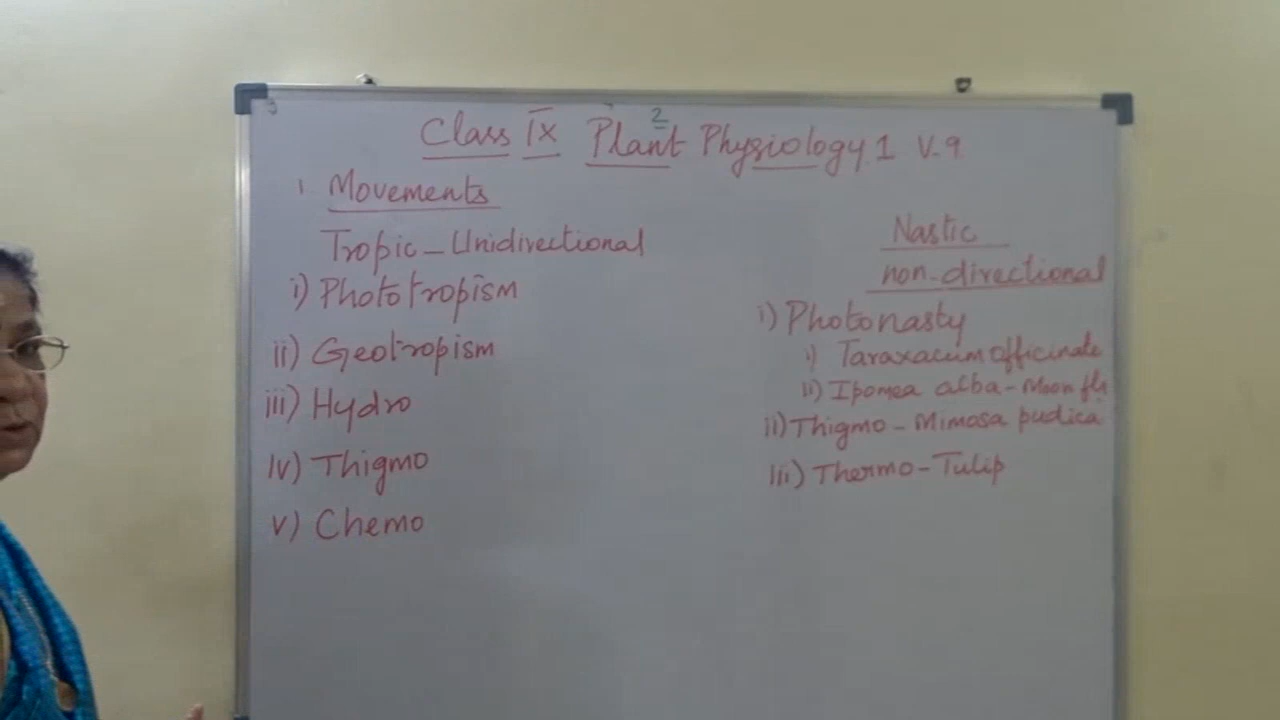 2
Class IX Plant Physiology 1 V.9
1. Movements
Tropic - Unidirectional
i) Phototropism
ii) Geotropism
iii) Hydro
iv) Thigmo
v) Chemo
Nastic
non-directional
i) Photonasty
i) Taraxacum officinale
ii) Ipomea alba - Moon
ii) Thigmo - Mimosa pudica
iii) Thermo - Tulip